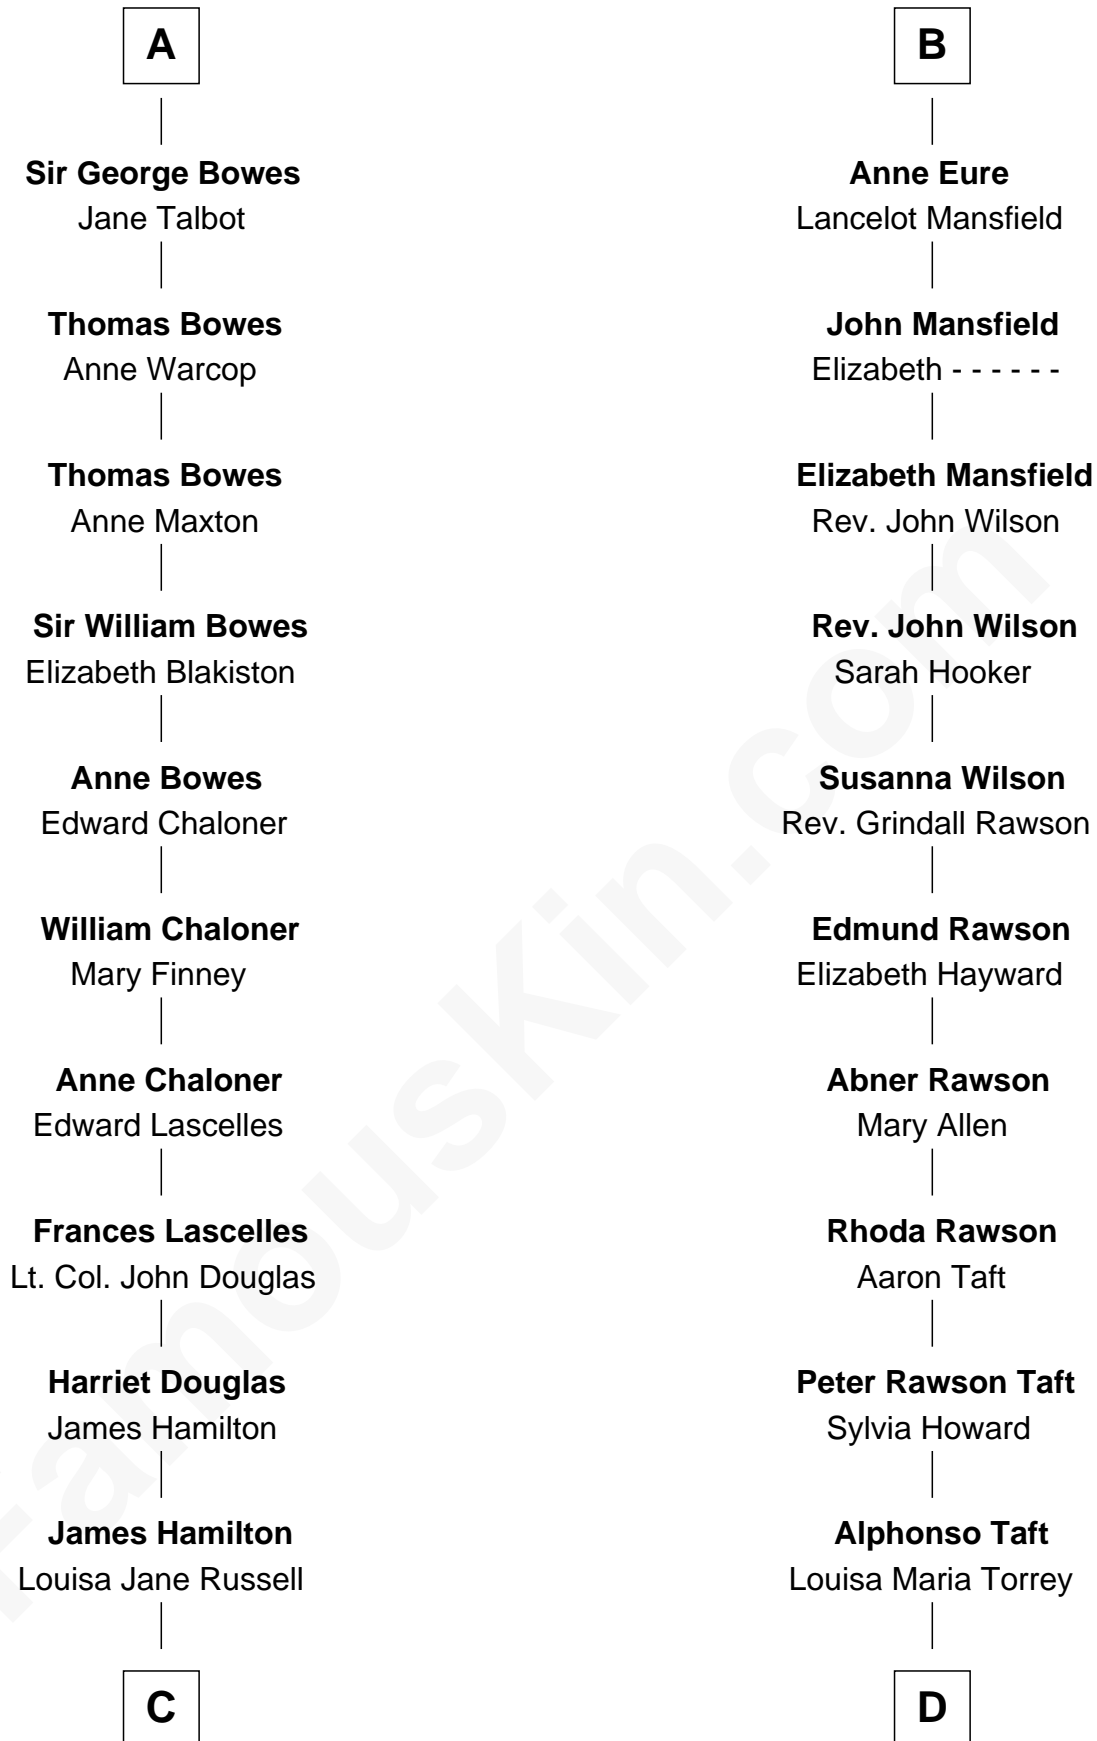 A
Sir George Bowes
Jane Talbot
Thomas Bowes
Anne Warcop
Thomas Bowes
Anne Maxton
Sir William Bowes
Elizabeth Blakiston
Anne Bowes
Edward Chaloner
William Chaloner
Mary Finney
Anne Chaloner
Edward Lascelles
Frances Lascelles
Lt. Col. John Douglas
Harriet Douglas
James Hamilton
James Hamilton
Louisa Jane Russell
C
B
Anne Eure
Lancelot Mansfield
John Mansfield
Elizabeth - - - - - -
Elizabeth Mansfield
Rev. John Wilson
Rev. John Wilson
Sarah Hooker
Susanna Wilson
Rev. Grindall Rawson
Edmund Rawson
Elizabeth Hayward
Abner Rawson
Mary Allen
Rhoda Rawson
Aaron Taft
Peter Rawson Taft
Sylvia Howard
Alphonso Taft
Louisa Maria Torrey
D
FamousKin.com